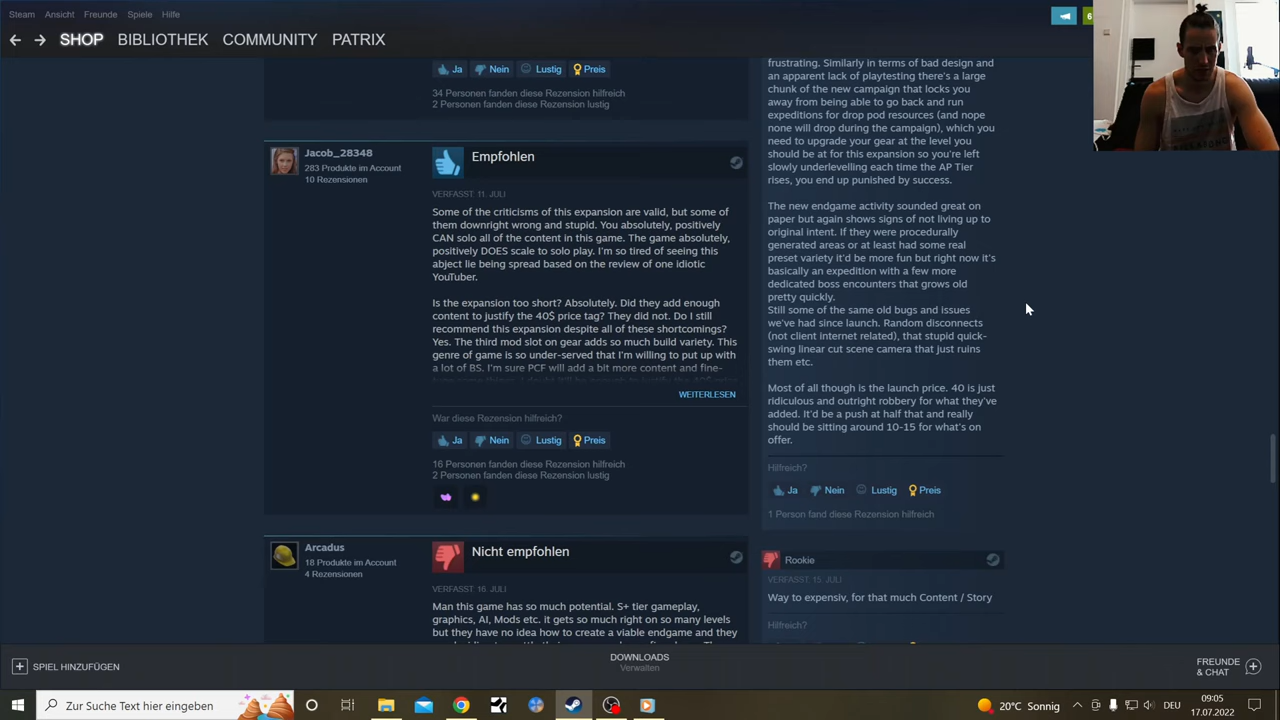 Steam Ansicht Freunde Spiele Hilfe
6
SHOP BIBLIOTHEK COMMUNITY PATRIX
Ja Nein Lustig Preis
34 Personen fanden diese Rezension hilfreich
2 Personen fanden diese Rezension lustig
Jacob_28348
283 Produkte im Account
10 Rezensionen
Empfohlen
VERFASST: 11. JULI
Some of the criticisms of this expansion are valid, but some of
them downright wrong and stupid. You absolutely, positively
CAN solo all of the content in this game. The game absolutely,
positively DOES scale to solo play. I'm so tired of seeing this
abject lie being spread based on the review of one idiotic
YouTuber.
Is the expansion too short? Absolutely. Did they add enough
content to justify the 40$ price tag? They did not. Do I still
recommend this expansion despite all of these shortcomings?
Yes. The third mod slot on gear adds so much build variety. This
genre of game is so under-served that I'm willing to put up with
a lot of BS. I'm sure PCF will add a bit more content and fine-
WEITERLESEN
War diese Rezension hilfreich?
Ja Nein Lustig Preis
16 Personen fanden diese Rezension hilfreich
2 Personen fanden diese Rezension lustig
Arcadus
18 Produkte im Account
4 Rezensionen
Nicht empfohlen
VERFASST: 16. JULI
Man this game has so much potential. S+ tier gameplay,
graphics, AI, Mods etc. it gets so much right on so many levels
but they have no idea how to create a viable endgame and they
frustrating. Similarly in terms of bad design and
an apparent lack of playtesting there's a large
chunk of the new campaign that locks you
away from being able to go back and run
expeditions for drop pod resources (and nope
none will drop during the campaign), which you
need to upgrade your gear at the level you
should be at for this expansion so you're left
slowly underlevelling each time the AP Tier
rises, you end up punished by success.
The new endgame activity sounded great on
paper but again shows signs of not living up to
original intent. If they were procedurally
generated areas or at least had some real
preset variety it'd be more fun but right now it's
basically an expedition with a few more
dedicated boss encounters that grows old
pretty quickly.
Still some of the same old bugs and issues
we've had since launch. Random disconnects
(not client internet related), that stupid quick-
swing linear cut scene camera that just ruins
them etc.
Most of all though is the launch price. 40 is just
ridiculous and outright robbery for what they've
added. It'd be a push at half that and really
should be sitting around 10-15 for what's on
offer.
Hilfreich?
Ja Nein Lustig Preis
1 Person fand diese Rezension hilfreich
Rookie
VERFASST: 15. JULI
Way to expensiv, for that much Content / Story
Hilfreich?
SPIEL HINZUFÜGEN
DOWNLOADS
Verwalten
FREUNDE
& CHAT
Zur Suche Text hier eingeben
20°C Sonnig
DEU
09:05
17.07.2022